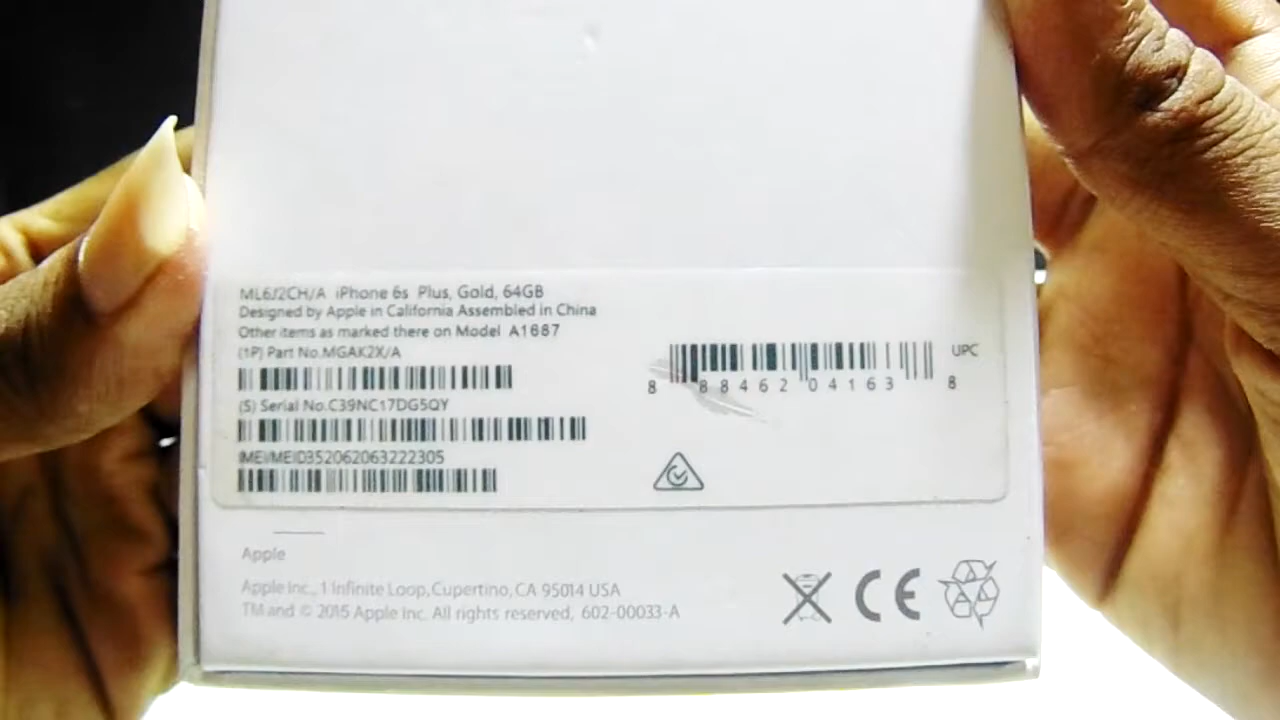 ML6J2CH/A iPhone 6s Plus, Gold, 64GB
Designed by Apple in California Assembled in China
Other items as marked there on Model A1687
(1P) Part No.MGAK2X/A
(S) Serial No.C39NC17DG5QY
IMEI/MEID352062063222305
UPC
8 88462 04163 8
Apple
Apple Inc., 1 Infinite Loop, Cupertino, CA 95014 USA
TM and © 2015 Apple Inc. All rights reserved, 602-00033-A
CE